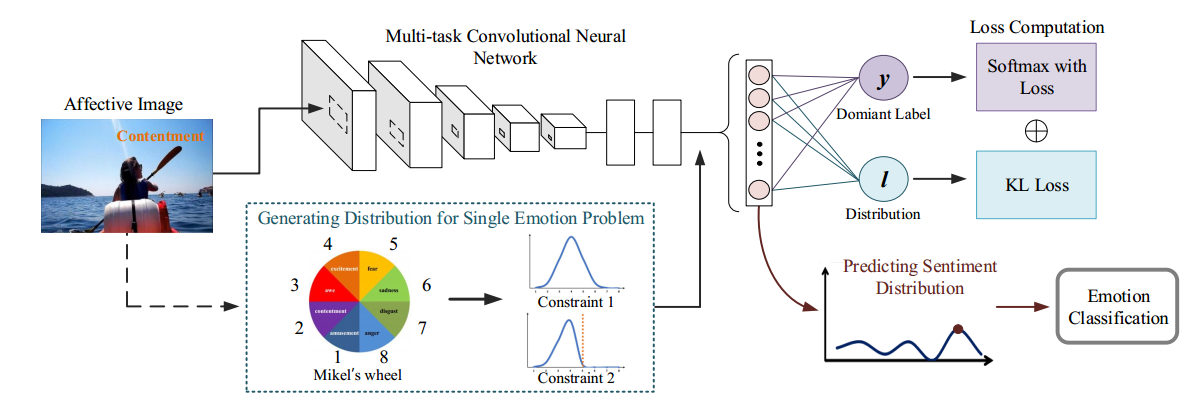 Multi-task Convolutional Neural
Network
Loss Computation
Softmax with
Loss
y
Domiant Label
Affective Image
Contentment
KL Loss
l
Distribution
Generating Distribution for Single Emotion Problem
4
5
3
6
2
7
1
8
excitement
fear
awe
sadness
contentment
disgust
amusement
anger
Mikel's wheel
Constraint 1
Constraint 2
Predicting Sentiment
Distribution
Emotion
Classification